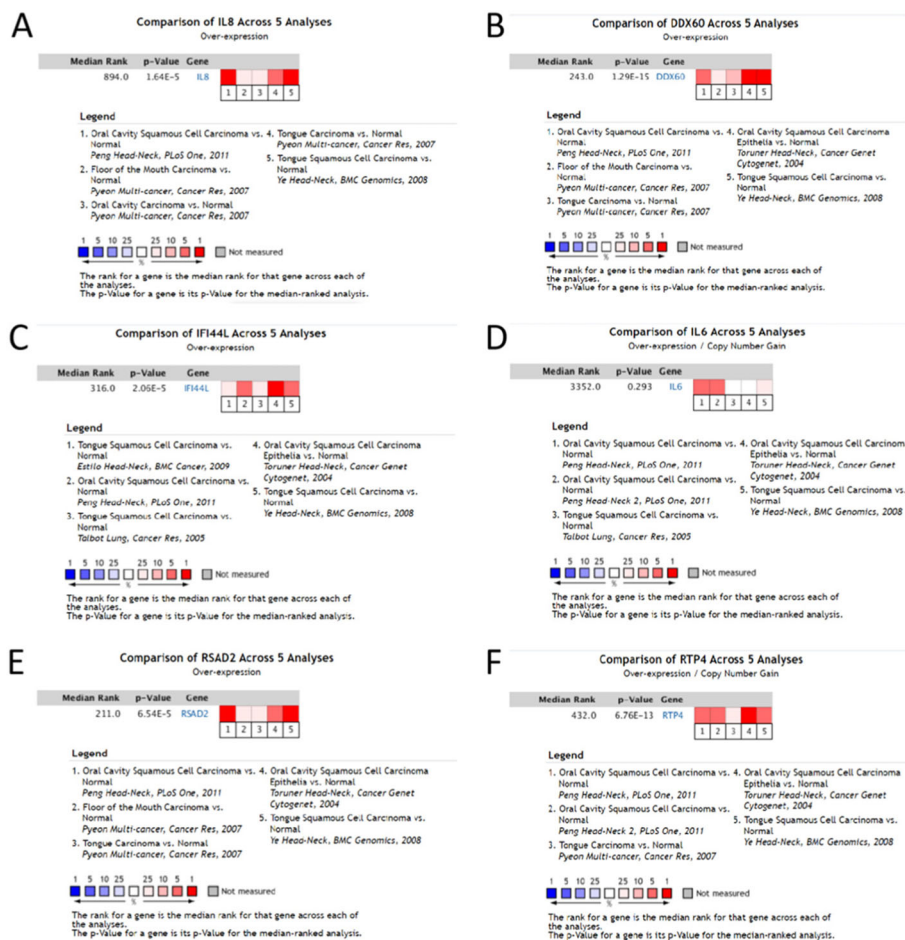 A
Comparison of IL8 Across 5 Analyses
Over-expression
Median Rank p-Value Gene
894.0 1.64E-5 IL8
1 2 3 4 5
Legend
1. Oral Cavity Squamous Cell Carcinoma vs.
Normal
Peng Head-Neck, PLoS One, 2011
2. Floor of the Mouth Carcinoma vs.
Normal
Pyeon Multi-cancer, Cancer Res, 2007
3. Oral Cavity Carcinoma vs. Normal
Pyeon Multi-cancer, Cancer Res, 2007
4. Tongue Carcinoma vs. Normal
Pyeon Multi-cancer, Cancer Res, 2007
5. Tongue Squamous Cell Carcinoma vs.
Normal
Ye Head-Neck, BMC Genomics, 2008
1 5 10 25 25 10 5 1
%
Not measured
The rank for a gene is the median rank for that gene across each of
the analyses.
The p-Value for a gene is its p-Value for the median-ranked analysis.
B
Comparison of DDX60 Across 5 Analyses
Over-expression
Median Rank p-Value Gene
243.0 1.29E-15 DDX60
1 2 3 4 5
Legend
1. Oral Cavity Squamous Cell Carcinoma vs.
Normal
Peng Head-Neck, PLoS One, 2011
2. Floor of the Mouth Carcinoma vs.
Normal
Pyeon Multi-cancer, Cancer Res, 2007
3. Tongue Carcinoma vs. Normal
Pyeon Multi-cancer, Cancer Res, 2007
4. Oral Cavity Squamous Cell Carcinoma
Epithelia vs. Normal
Toruner Head-Neck, Cancer Genet
Cytogenet, 2004
5. Tongue Squamous Cell Carcinoma vs.
Normal
Ye Head-Neck, BMC Genomics, 2008
1 5 10 25 25 10 5 1
%
Not measured
The rank for a gene is the median rank for that gene across each of
the analyses.
The p-Value for a gene is its p-Value for the median-ranked analysis.
C
Comparison of IFI44L Across 5 Analyses
Over-expression
Median Rank p-Value Gene
316.0 2.06E-5 IFI44L
1 2 3 4 5
Legend
1. Tongue Squamous Cell Carcinoma vs.
Normal
Estilo Head-Neck, BMC Cancer, 2009
2. Oral Cavity Squamous Cell Carcinoma vs.
Normal
Peng Head-Neck, PLoS One, 2011
3. Tongue Squamous Cell Carcinoma vs.
Normal
Talbot Lung, Cancer Res, 2005
4. Oral Cavity Squamous Cell Carcinoma
Epithelia vs. Normal
Toruner Head-Neck, Cancer Genet
Cytogenet, 2004
5. Tongue Squamous Cell Carcinoma vs.
Normal
Ye Head-Neck, BMC Genomics, 2008
1 5 10 25 25 10 5 1
%
Not measured
The rank for a gene is the median rank for that gene across each of
the analyses.
The p-Value for a gene is its p-Value for the median-ranked analysis.
D
Comparison of IL6 Across 5 Analyses
Over-expression / Copy Number Gain
Median Rank p-Value Gene
3352.0 0.293 IL6
1 2 3 4 5
Legend
1. Oral Cavity Squamous Cell Carcinoma vs.
Normal
Peng Head-Neck, PLoS One, 2011
2. Oral Cavity Squamous Cell Carcinoma vs.
Normal
Peng Head-Neck 2, PLoS One, 2011
3. Tongue Squamous Cell Carcinoma vs.
Normal
Talbot Lung, Cancer Res, 2005
4. Oral Cavity Squamous Cell Carcinom
Epithelia vs. Normal
Toruner Head-Neck, Cancer Genet
Cytogenet, 2004
5. Tongue Squamous Cell Carcinoma vs.
Normal
Ye Head-Neck, BMC Genomics, 2008
1 5 10 25 25 10 5 1
%
Not measured
The rank for a gene is the median rank for that gene across each of
the analyses.
The p-Value for a gene is its p-Value for the median-ranked analysis.
E
Comparison of RSAD2 Across 5 Analyses
Over-expression
Median Rank p-Value Gene
211.0 6.54E-5 RSAD2
1 2 3 4 5
Legend
1. Oral Cavity Squamous Cell Carcinoma vs.
Normal
Peng Head-Neck, PLoS One, 2011
2. Floor of the Mouth Carcinoma vs.
Normal
Pyeon Multi-cancer, Cancer Res, 2007
3. Tongue Carcinoma vs. Normal
Pyeon Multi-cancer, Cancer Res, 2007
4. Oral Cavity Squamous Cell Carcinoma
Epithelia vs. Normal
Toruner Head-Neck, Cancer Genet
Cytogenet, 2004
5. Tongue Squamous Cell Carcinoma vs.
Normal
Ye Head-Neck, BMC Genomics, 2008
1 5 10 25 25 10 5 1
%
Not measured
The rank for a gene is the median rank for that gene across each of
the analyses.
The p-Value for a gene is its p-Value for the median-ranked analysis.
F
Comparison of RTP4 Across 5 Analyses
Over-expression / Copy Number Gain
Median Rank p-Value Gene
432.0 6.76E-13 RTP4
1 2 3 4 5
Legend
1. Oral Cavity Squamous Cell Carcinoma vs.
Normal
Peng Head-Neck, PLoS One, 2011
2. Oral Cavity Squamous Cell Carcinoma vs.
Normal
Peng Head-Neck 2, PLoS One, 2011
3. Tongue Carcinoma vs. Normal
Pyeon Multi-cancer, Cancer Res, 2007
4. Oral Cavity Squamous Cell Carcinoma
Epithelia vs. Normal
Toruner Head-Neck, Cancer Genet
Cytogenet, 2004
5. Tongue Squamous Cell Carcinoma vs.
Normal
Ye Head-Neck, BMC Genomics, 2008
1 5 10 25 25 10 5 1
%
Not measured
The rank for a gene is the median rank for that gene across each of
the analyses.
The p-Value for a gene is its p-Value for the median-ranked analysis.